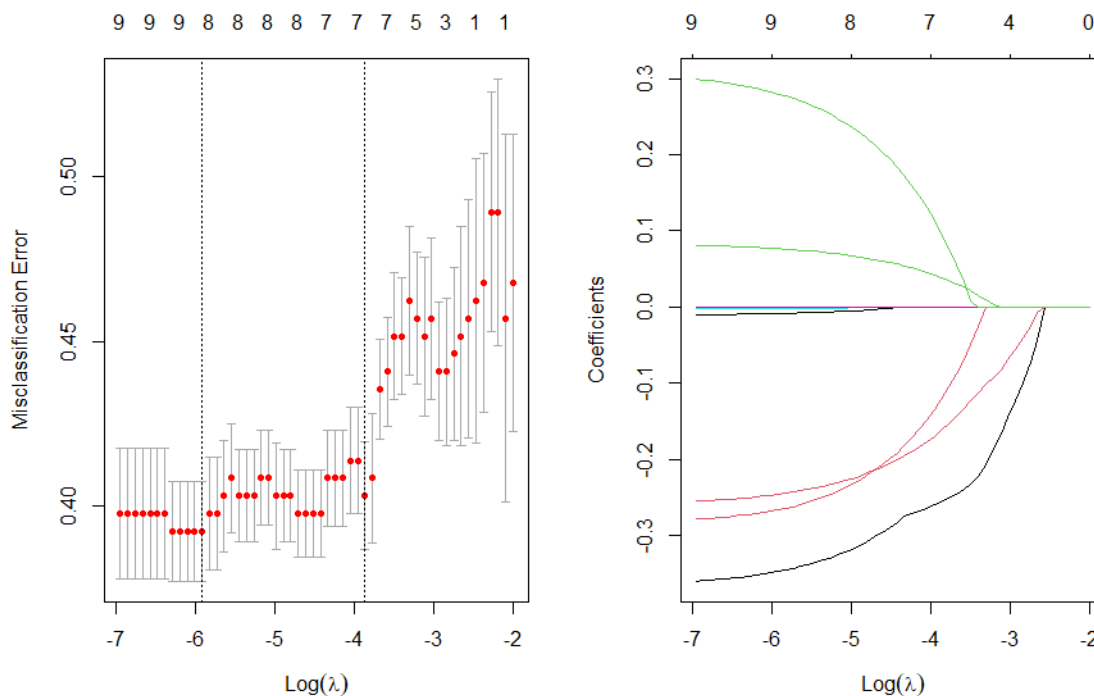 9 9 9 8 8 8 7 7 5 3 1 1
Misclassification Error
0.50
0.45
0.40
-7 -6 -5 -4 -3 -2
Log(λ)
9 9 8 7 4 0
Coefficients
0.3
0.2
0.1
0.0
-0.1
-0.2
-0.3
-7 -6 -5 -4 -3 -2
Log(λ)